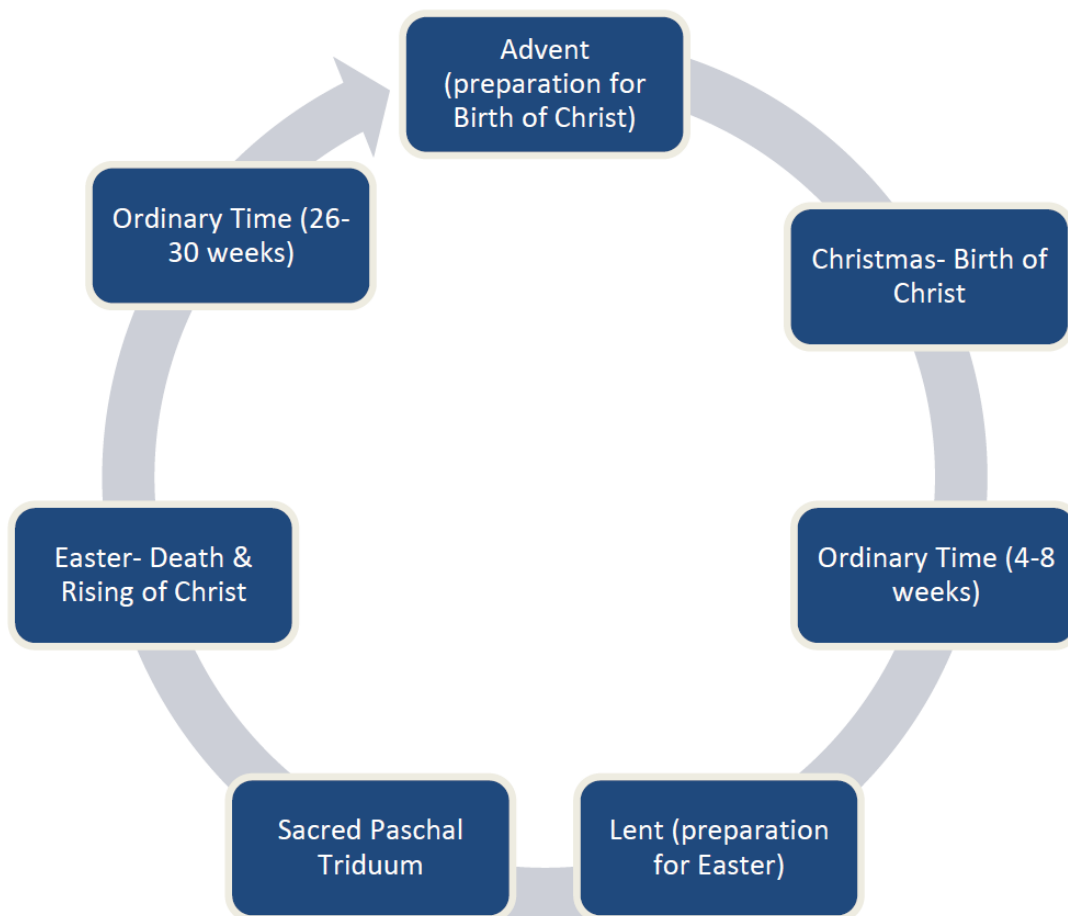 Advent
(preparation for
Birth of Christ)
Christmas- Birth of
Christ
Ordinary Time (4-8
weeks)
Lent (preparation
for Easter)
Sacred Paschal
Triduum
Easter- Death &
Rising of Christ
Ordinary Time (26-
30 weeks)